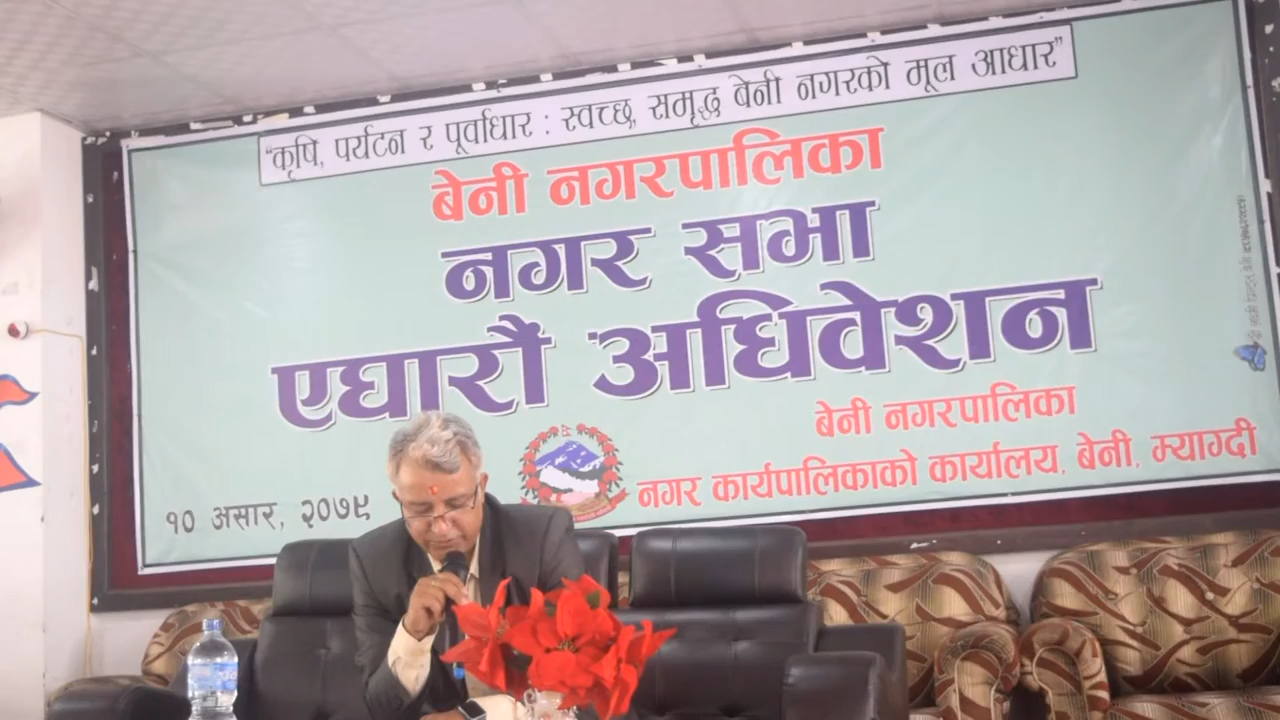 “कृषि, पर्यटन र पूर्वाधार : स्वच्छ, समृद्ध बेनी नगरको मूल आधार”
बेनी नगरपालिका
नगर सभा
एघारौं अधिवेशन
बेनी नगरपालिका
नगर कार्यपालिकाको कार्यालय, बेनी, म्याग्दी
१० असार, २०७९